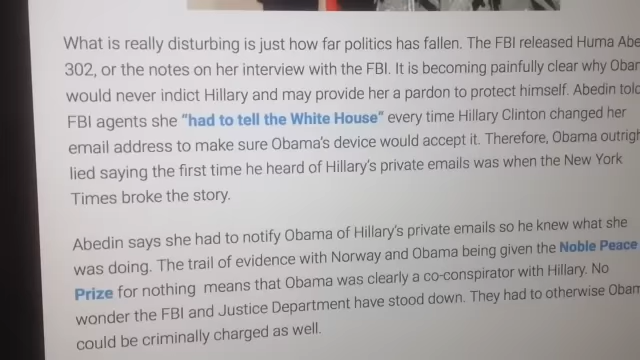 What is really disturbing is just how far politics has fallen. The FBI released Huma Abe
302, or the notes on her interview with the FBI. It is becoming painfully clear why Obar
would never indict Hillary and may provide her a pardon to protect himself. Abedin told
FBI agents she "had to tell the White House" every time Hillary Clinton changed her
email address to make sure Obama's device would accept it. Therefore, Obama outrigh
lied saying the first time he heard of Hillary's private emails was when the New York
Times broke the story.
Abedin says she had to notify Obama of Hillary's private emails so he knew what she
was doing. The trail of evidence with Norway and Obama being given the Noble Peace
Prize for nothing means that Obama was clearly a co-conspirator with Hillary. No
wonder the FBI and Justice Department have stood down. They had to otherwise Obam
could be criminally charged as well.